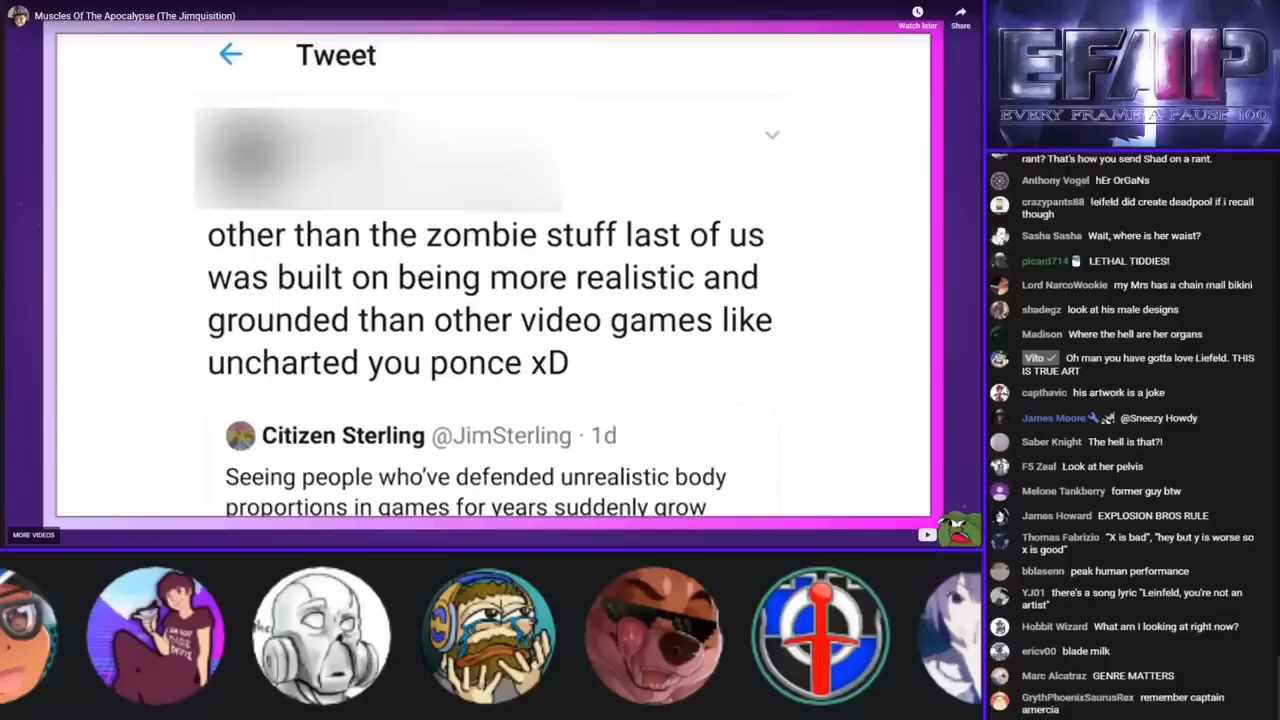 Muscles Of The Apocalypse (The Jimquisition)
Watch later
Share
Tweet
other than the zombie stuff last of us
was built on being more realistic and
grounded than other video games like
uncharted you ponce xD
Citizen Sterling @JimSterling · 1d
Seeing people who've defended unrealistic body
proportions in games for years suddenly grow
MORE VIDEOS
EFAP
EVERY FRAME A PAUSE 100
rant? That's how you send Shad on a rant.
Anthony Vogel hEr OrGaNs
crazypants88 leifeld did create deadpool if i recall
though
Sasha Sasha Wait, where is her waist?
picard714 LETHAL TIDDIES!
Lord NarcoWookie my Mrs has a chain mail bikini
shadegz look at his male designs
Madison Where the hell are her organs
Vito ✓ Oh man you have gotta love Liefeld. THIS
IS TRUE ART
capthavic his artwork is a joke
James Moore @Sneezy Howdy
Saber Knight The hell is that?!
F5 Zeal Look at her pelvis
Melone Tankberry former guy btw
James Howard EXPLOSION BROS RULE
Thomas Fabrizio "X is bad", "hey but y is worse so
x is good"
bblasenn peak human performance
YJ01 there's a song lyric "Leinfeld, you're not an
artist"
Hobbit Wizard What am I looking at right now?
ericv00 blade milk
Marc Alcatraz GENRE MATTERS
GrythPhoenixSaurusRex remember captain
amercia